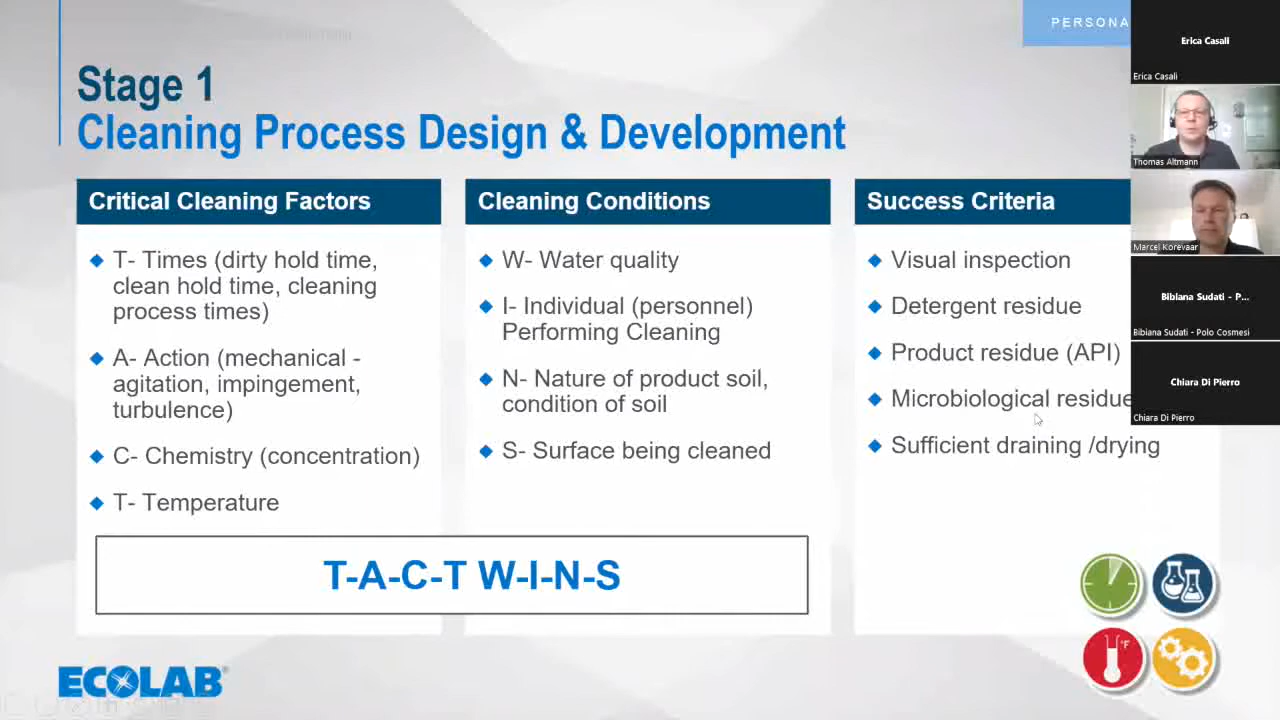 PERSONA
Stage 1
Cleaning Process Design & Development
Critical Cleaning Factors
T- Times (dirty hold time,
clean hold time, cleaning
process times)
A- Action (mechanical -
agitation, impingement,
turbulence)
C- Chemistry (concentration)
T- Temperature
Cleaning Conditions
W- Water quality
I- Individual (personnel)
Performing Cleaning
N- Nature of product soil,
condition of soil
S- Surface being cleaned
T-A-C-T W-I-N-S
Success Criteria
Visual inspection
Detergent residue
Product residue (API)
Microbiological residue
Sufficient draining /drying
°F
ECOLAB®
Erica Casali
Erica Casali
Thomas Altmann
Marcel Korevaar
Bibiana Sudati - P...
Bibiana Sudati - Polo Cosmesi
Chiara Di Pierro
Chiara Di Pierro